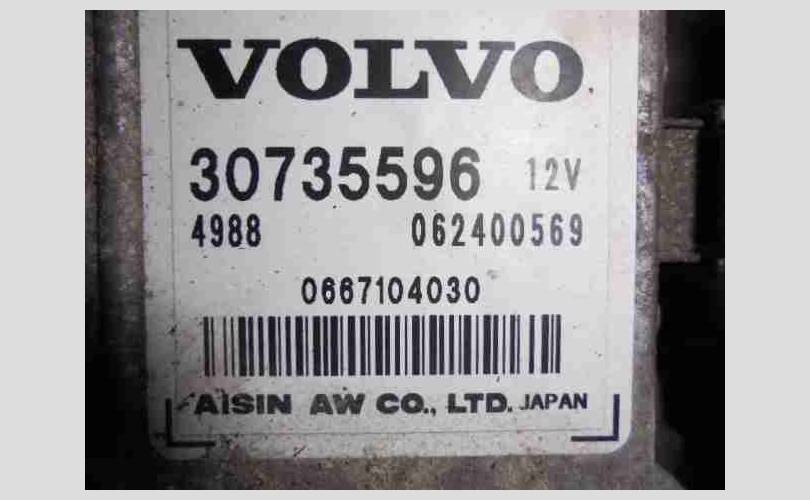 VOLVO
30735596 12V
4988 062400569
0667104030
AISIN AW CO., LTD. JAPAN